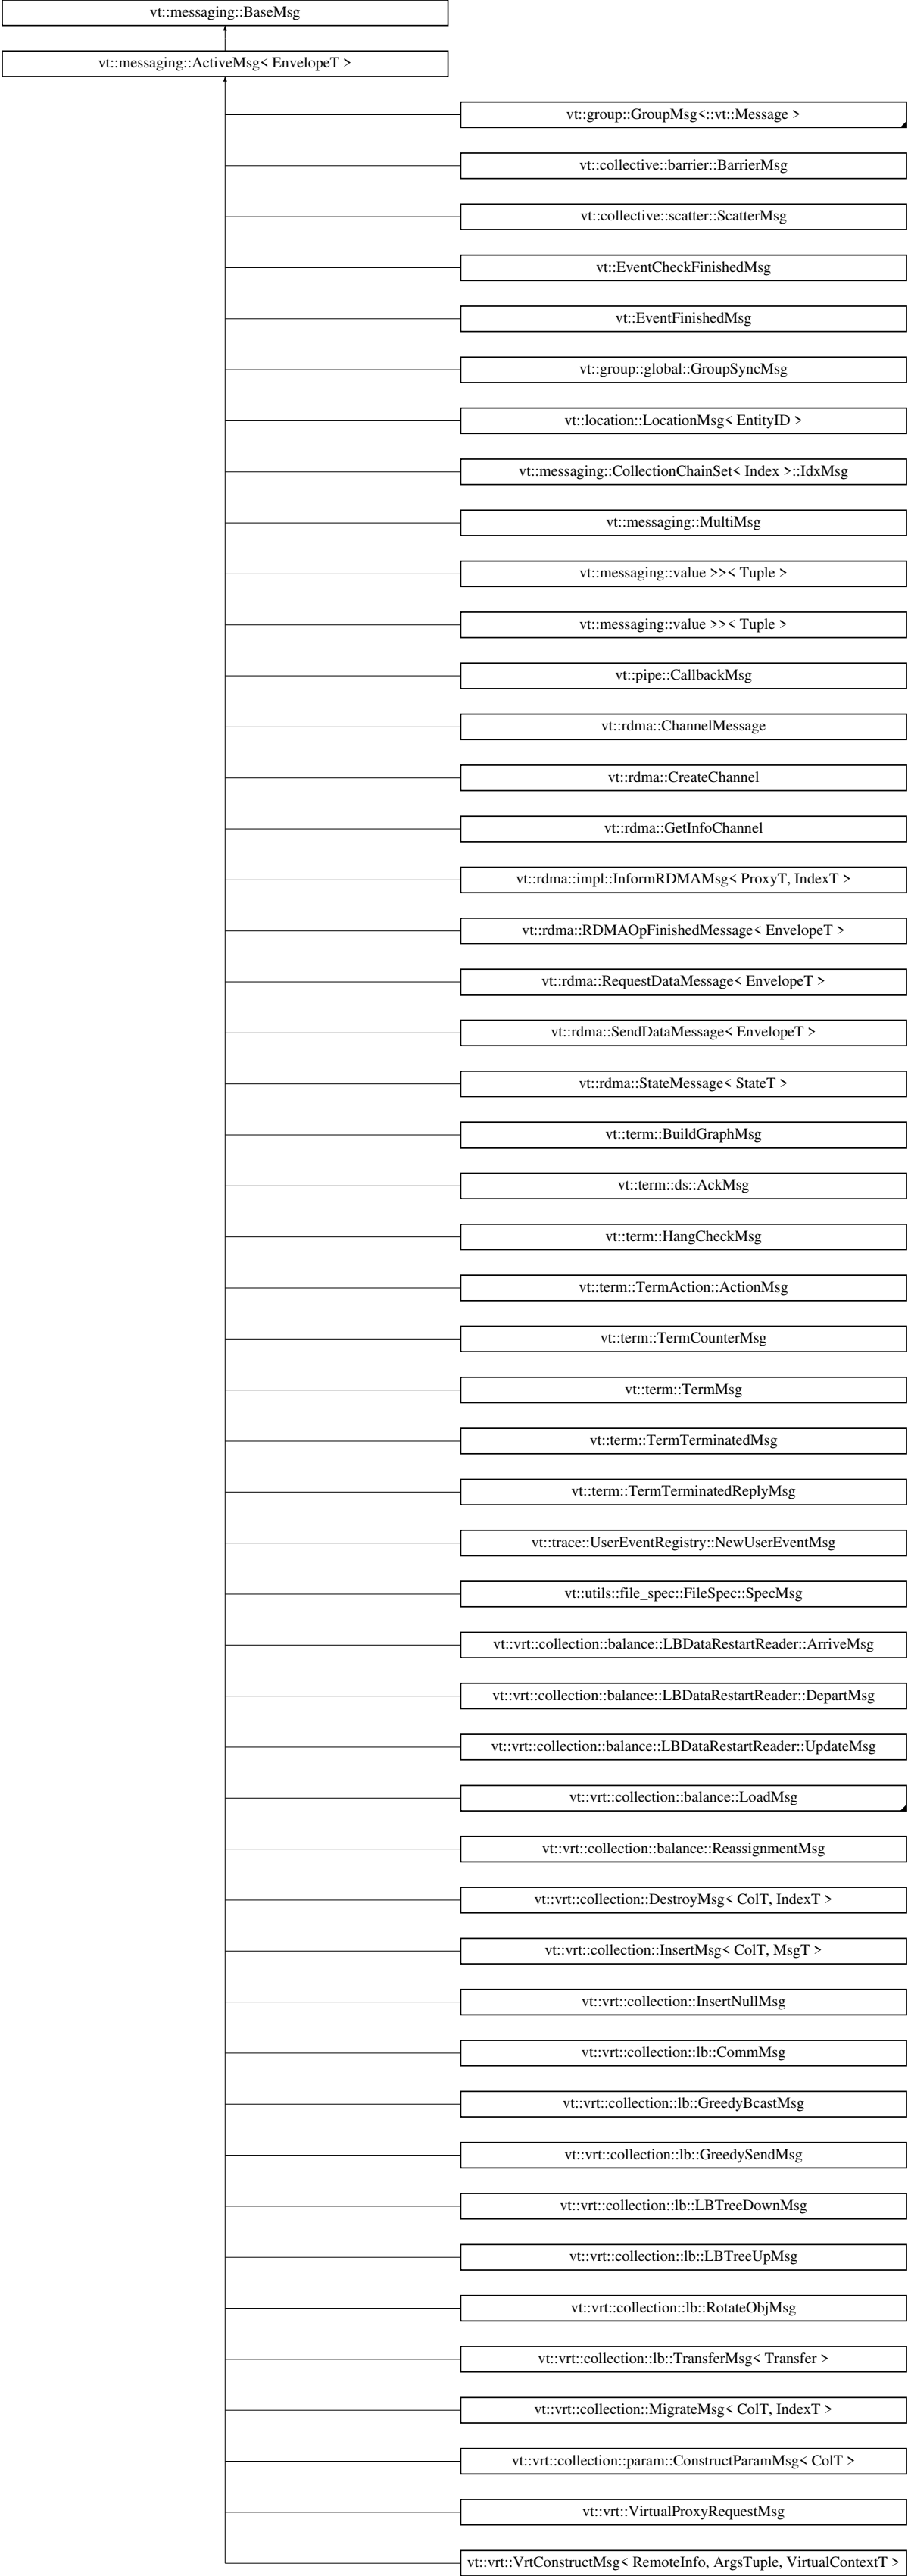 vt::messaging::BaseMsg
vt::messaging::ActiveMsg< EnvelopeT >
vt::group::GroupMsg<::vt::Message >
vt::collective::barrier::BarrierMsg
vt::collective::scatter::ScatterMsg
vt::EventCheckFinishedMsg
vt::EventFinishedMsg
vt::group::global::GroupSyncMsg
vt::location::LocationMsg< EntityID >
vt::messaging::CollectionChainSet< Index >::IdxMsg
vt::messaging::MultiMsg
vt::messaging::value >>< Tuple >
vt::messaging::value >>< Tuple >
vt::pipe::CallbackMsg
vt::rdma::ChannelMessage
vt::rdma::CreateChannel
vt::rdma::GetInfoChannel
vt::rdma::impl::InformRDMAMsg< ProxyT, IndexT >
vt::rdma::RDMAOpFinishedMessage< EnvelopeT >
vt::rdma::RequestDataMessage< EnvelopeT >
vt::rdma::SendDataMessage< EnvelopeT >
vt::rdma::StateMessage< StateT >
vt::term::BuildGraphMsg
vt::term::ds::AckMsg
vt::term::HangCheckMsg
vt::term::TermAction::ActionMsg
vt::term::TermCounterMsg
vt::term::TermMsg
vt::term::TermTerminatedMsg
vt::term::TermTerminatedReplyMsg
vt::trace::UserEventRegistry::NewUserEventMsg
vt::utils::file_spec::FileSpec::SpecMsg
vt::vrt::collection::balance::LBDataRestartReader::ArriveMsg
vt::vrt::collection::balance::LBDataRestartReader::DepartMsg
vt::vrt::collection::balance::LBDataRestartReader::UpdateMsg
vt::vrt::collection::balance::LoadMsg
vt::vrt::collection::balance::ReassignmentMsg
vt::vrt::collection::DestroyMsg< ColT, IndexT >
vt::vrt::collection::InsertMsg< ColT, MsgT >
vt::vrt::collection::InsertNullMsg
vt::vrt::collection::lb::CommMsg
vt::vrt::collection::lb::GreedyBcastMsg
vt::vrt::collection::lb::GreedySendMsg
vt::vrt::collection::lb::LBTreeDownMsg
vt::vrt::collection::lb::LBTreeUpMsg
vt::vrt::collection::lb::RotateObjMsg
vt::vrt::collection::lb::TransferMsg< Transfer >
vt::vrt::collection::MigrateMsg< ColT, IndexT >
vt::vrt::collection::param::ConstructParamMsg< ColT >
vt::vrt::VirtualProxyRequestMsg
vt::vrt::VrtConstructMsg< RemoteInfo, ArgsTuple, VirtualContextT >